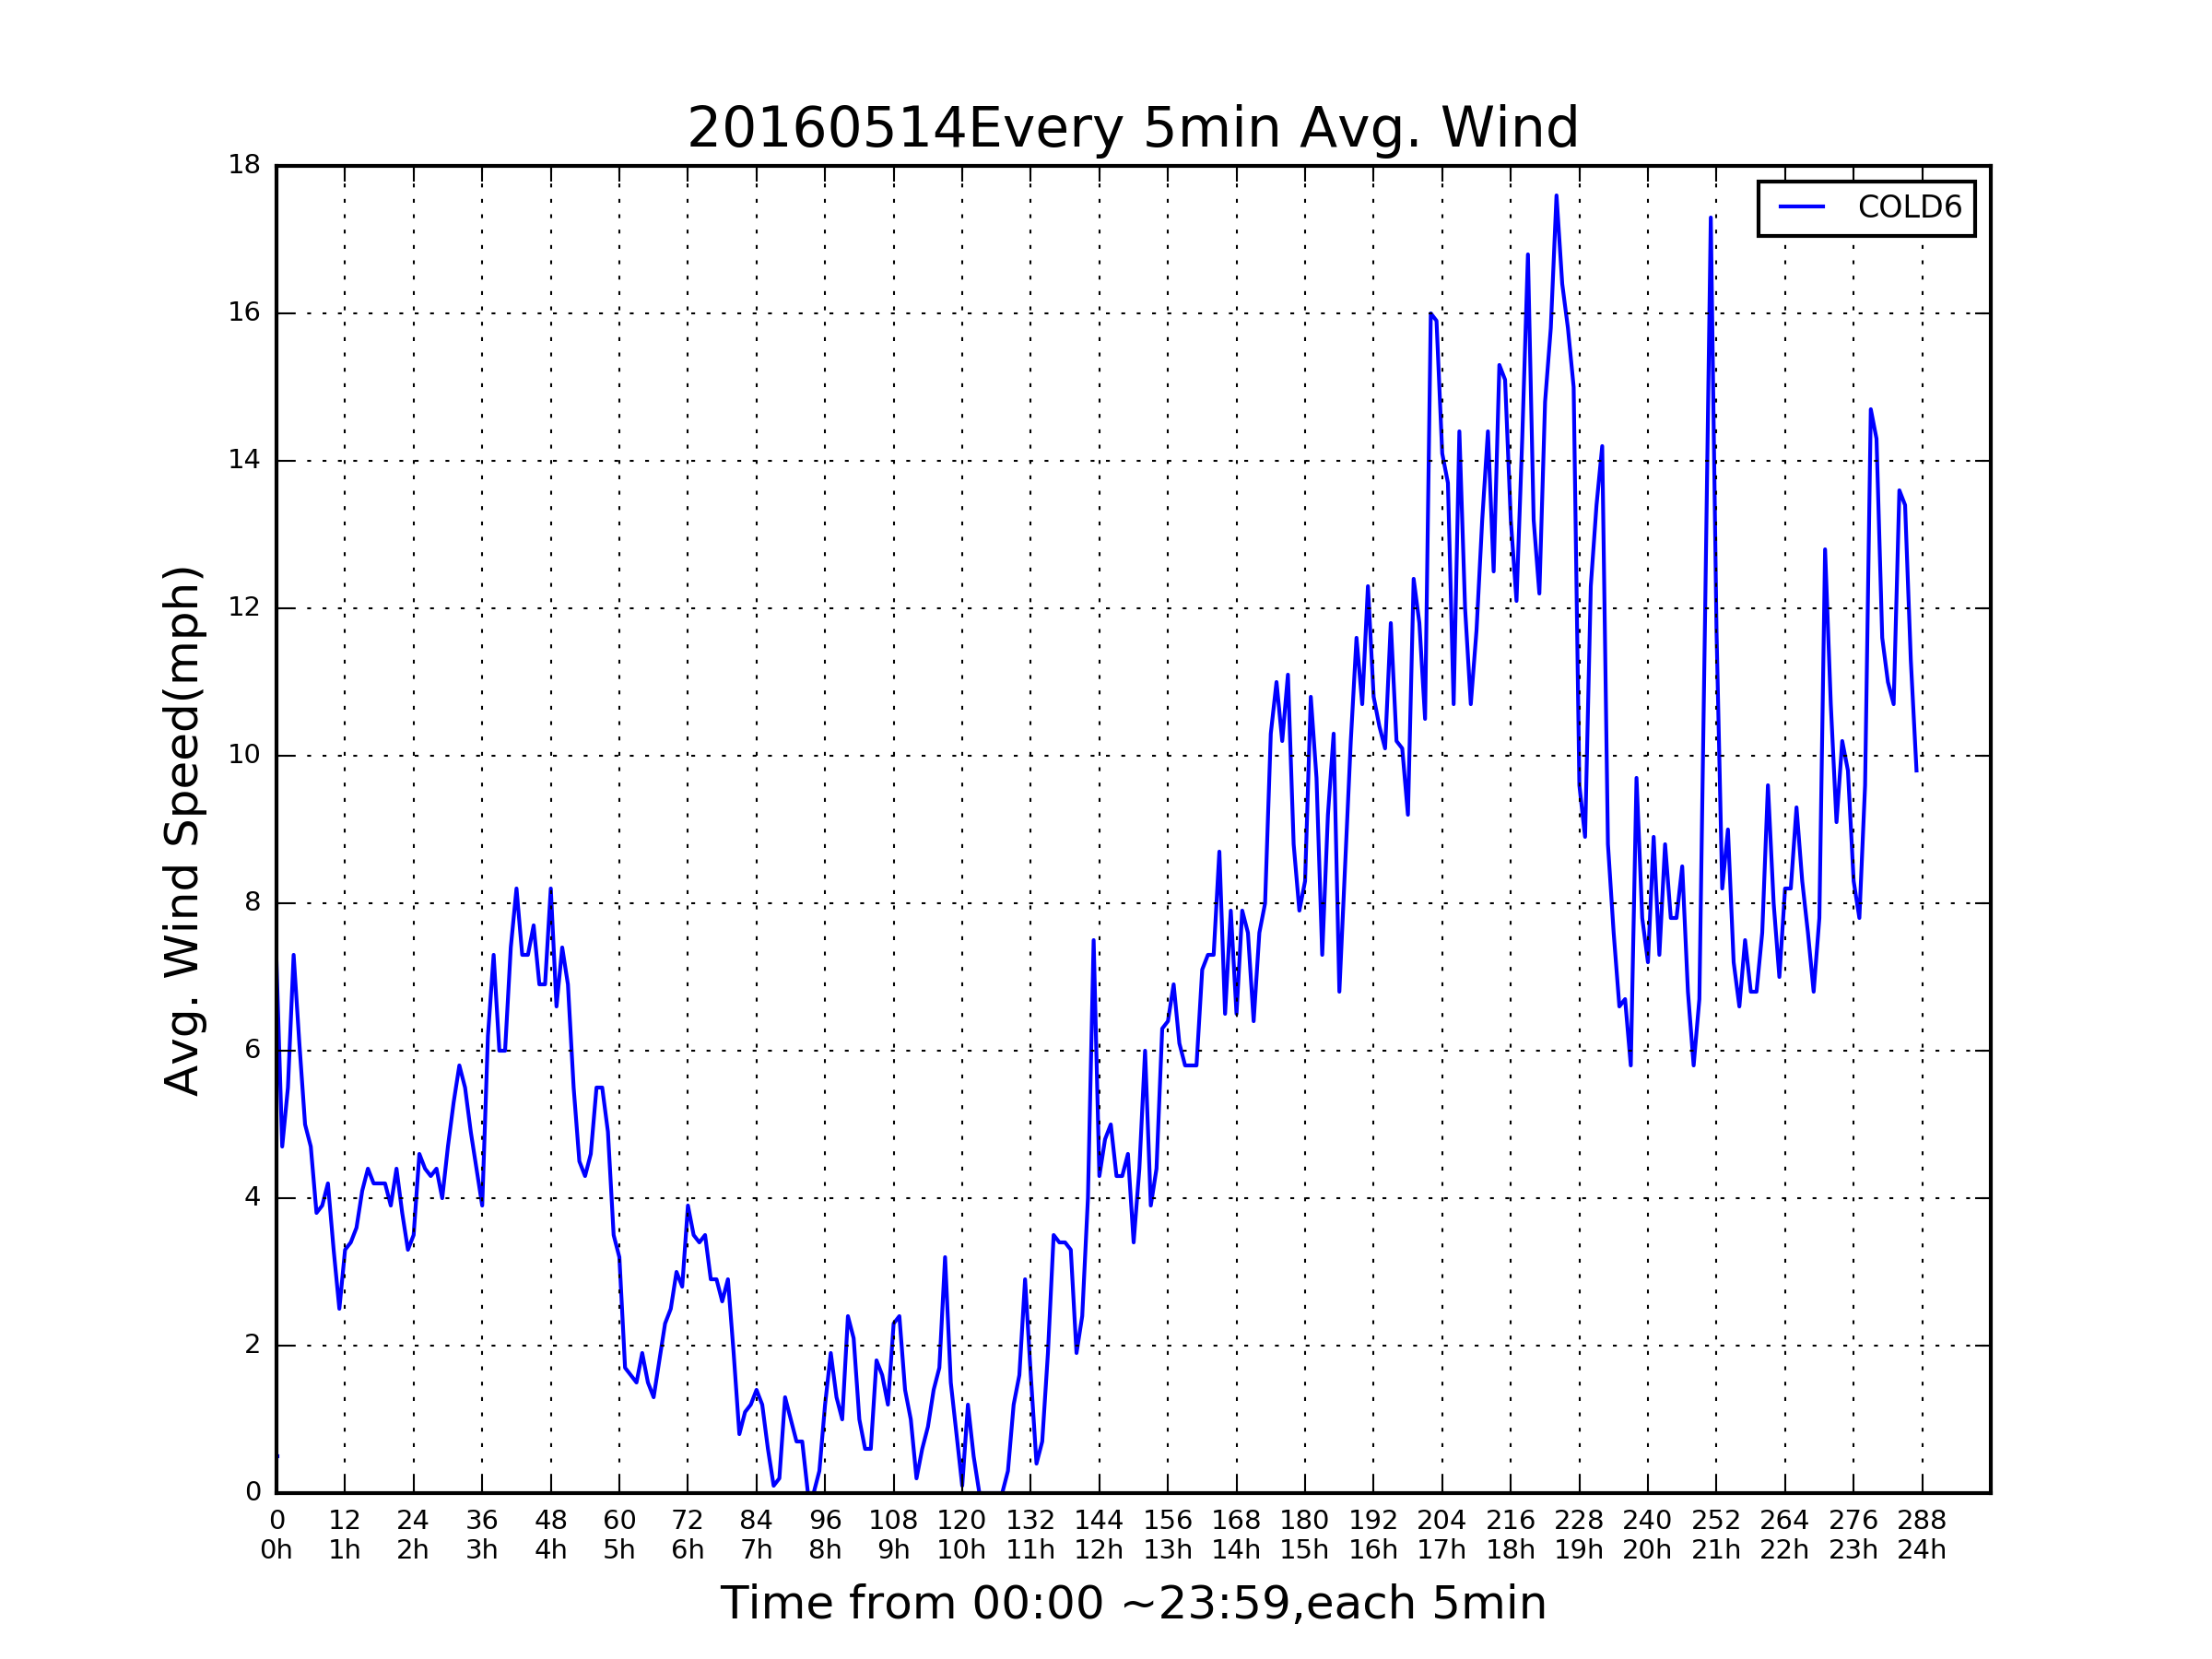 20160514Every 5min Avg. Wind
COLD6
Avg. Wind Speed(mph)
18
16
14
12
10
8
6
4
2
0
0 12 24 36 48 60 72 84 96 108 120 132 144 156 168 180 192 204 216 228 240 252 264 276 288
0h 1h 2h 3h 4h 5h 6h 7h 8h 9h 10h 11h 12h 13h 14h 15h 16h 17h 18h 19h 20h 21h 22h 23h 24h
Time from 00:00 ~23:59,each 5min